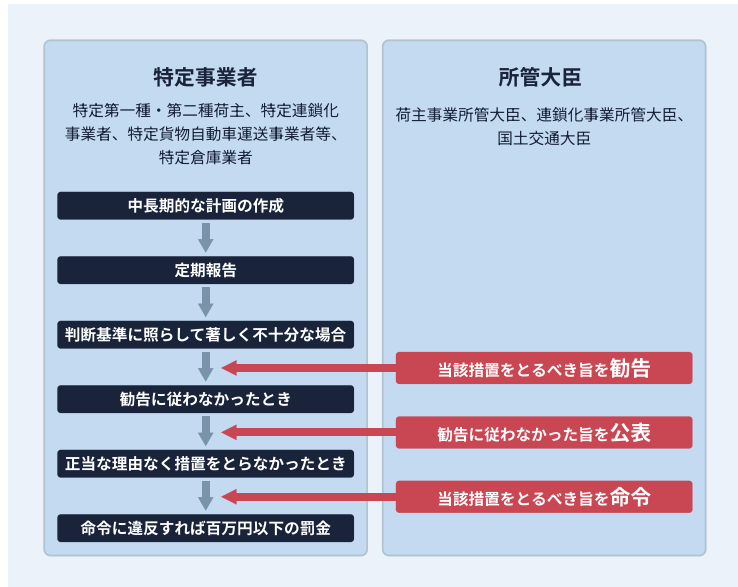 特定事業者
特定第一種・第二種荷主、特定連鎖化
事業者、特定貨物自動車運送事業者等、
特定倉庫業者
中長期的な計画の作成
定期報告
判断基準に照らして著しく不十分な場合
勧告に従わなかったとき
正当な理由なく措置をとらなかったとき
命令に違反すれば百万円以下の罰金
所管大臣
荷主事業所管大臣、連鎖化事業所管大臣、
国土交通大臣
当該措置をとるべき旨を勧告
勧告に従わなかった旨を公表
当該措置をとるべき旨を命令